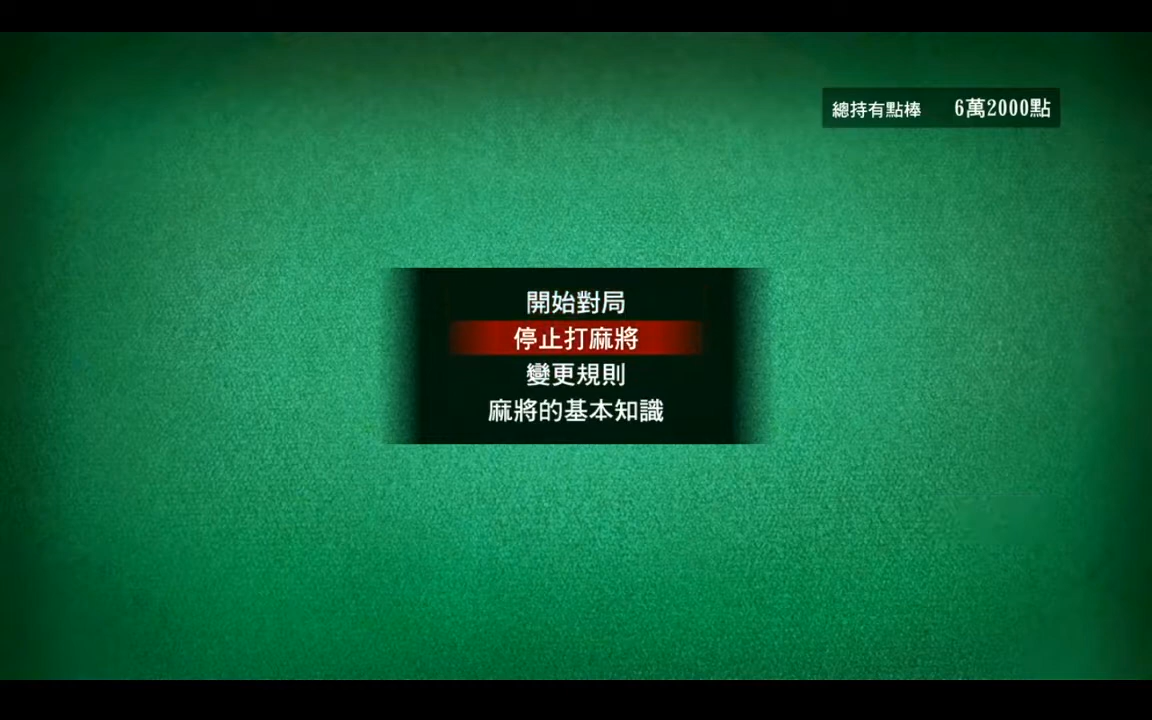 總持有點棒 6萬2000點
開始對局
停止打麻將
變更規則
麻將的基本知識